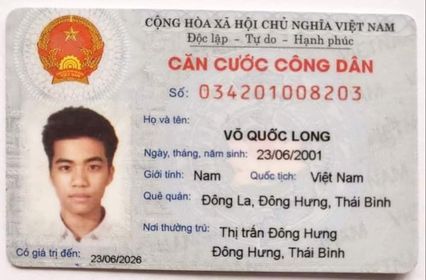 CỘNG HÒA XÃ HỘI CHỦ NGHĨA VIỆT NAM
Độc lập - Tự do - Hạnh phúc
CĂN CƯỚC CÔNG DÂN
Số: 034201008203
Họ và tên:
VÕ QUỐC LONG
Ngày, tháng, năm sinh: 23/06/2001
Giới tính: Nam Quốc tịch: Việt Nam
Quê quán: Đông La, Đông Hưng, Thái Bình
Nơi thường trú: Thị trấn Đông Hưng
Đông Hưng, Thái Bình
Có giá trị đến: 23/06/2026